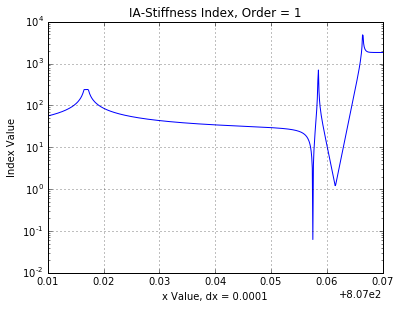 IA-Stiffness Index, Order = 1
Index Value
10^4
10^3
10^2
10^1
10^0
10^-1
10^-2
0.01 0.02 0.03 0.04 0.05 0.06 0.07
x Value, dx = 0.0001
+8.07e2